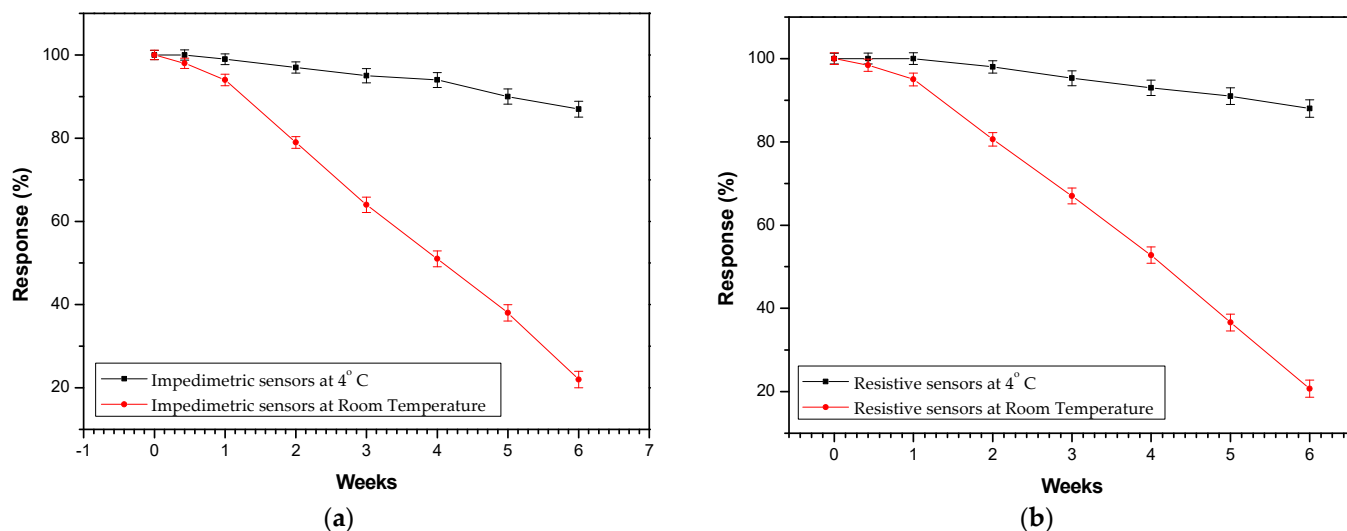 100
80
60
40
20
Response (%)
Impedimetric sensors at 4° C
Impedimetric sensors at Room Temperature
-1 0 1 2 3 4 5 6 7
Weeks
(a)
100
80
60
40
20
Response (%)
Resistive sensors at 4° C
Resistive sensors at Room Temperature
0 1 2 3 4 5 6
Weeks
(b)